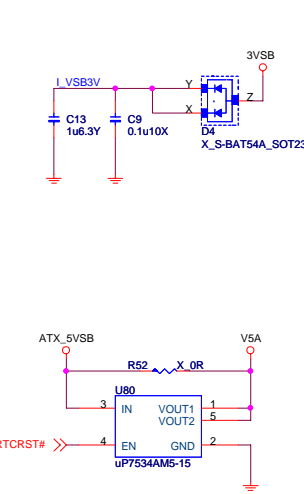 3VSB
I_VSB3V
Y
Z
X
C13
1u6.3Y
C9
0.1u10X
D4
X_S-BAT54A_SOT23
ATX_5VSB
V5A
R52
X_0R
U80
3
IN
VOUT1
1
VOUT2
5
RTCRST#
4
EN
GND
2
uP7534AM5-15